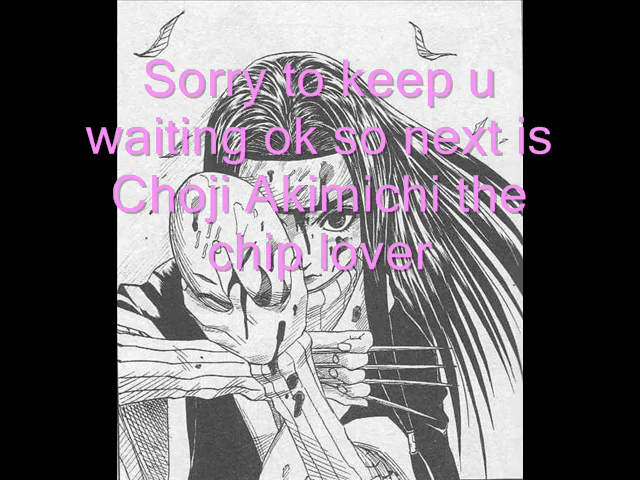 Sorry to keep u
waiting ok so next is
Choji Akimichi the
chip lover